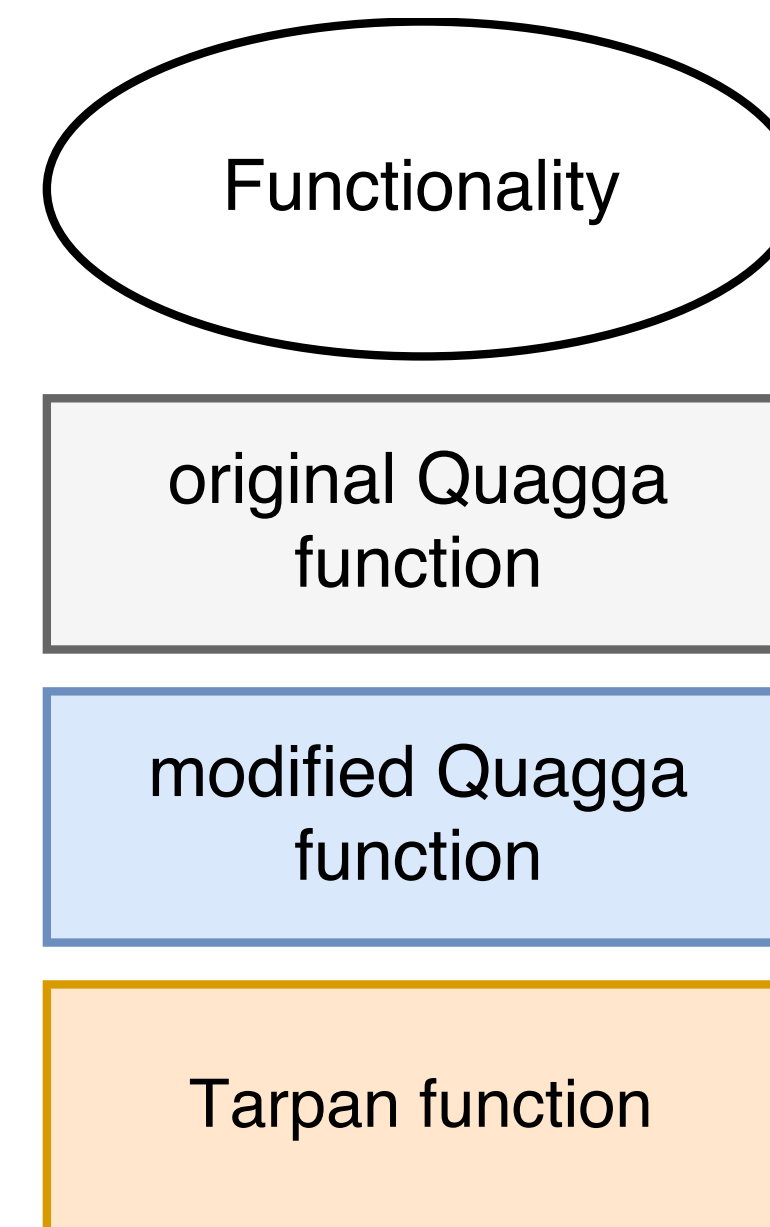 Functionality
original Quagga
function
modified Quagga
function
Tarpan function